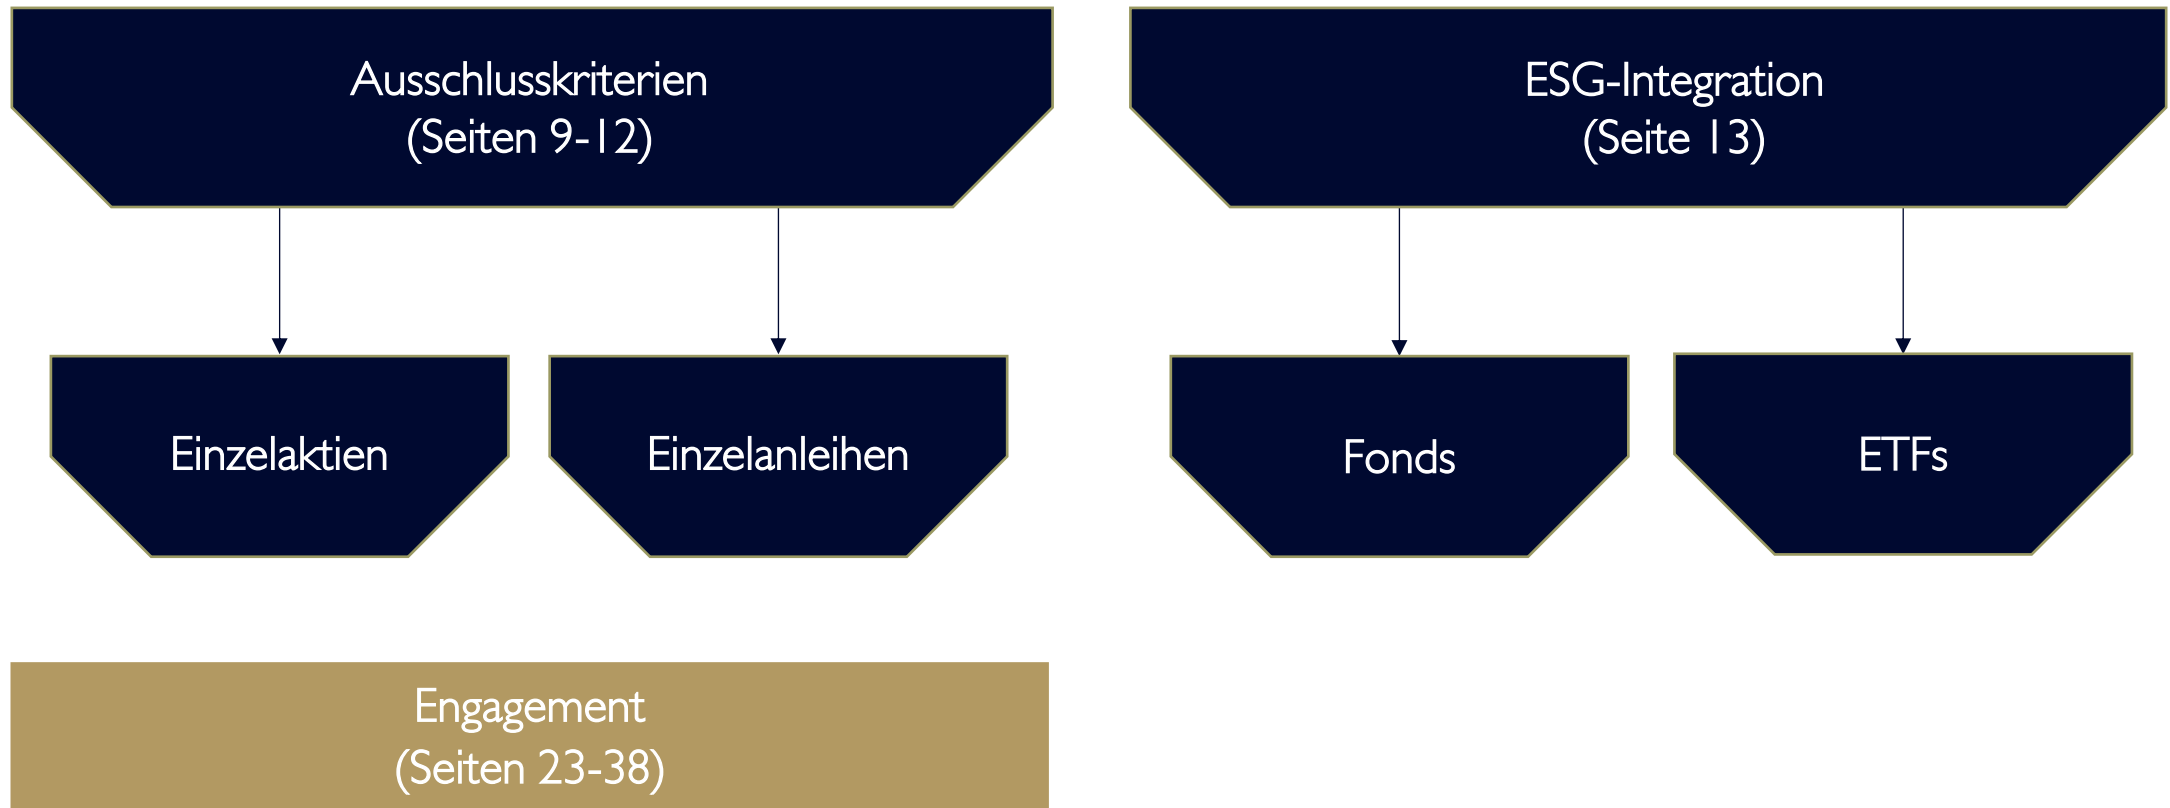 Ausschlusskriterien
(Seiten 9-12)
ESG-Integration
(Seite 13)
Einzelaktien
Einzelanleihen
Fonds
ETFs
Engagement
(Seiten 23-38)